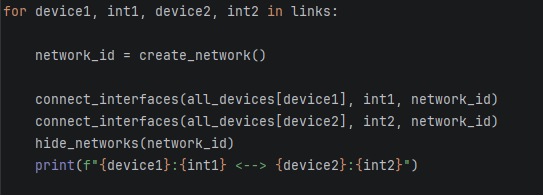 for device1, int1, device2, int2 in links:
network_id = create_network()
connect_interfaces(all_devices[device1], int1, network_id)
connect_interfaces(all_devices[device2], int2, network_id)
hide_networks(network_id)
print(f"{device1}:{int1} <--> {device2}:{int2}")